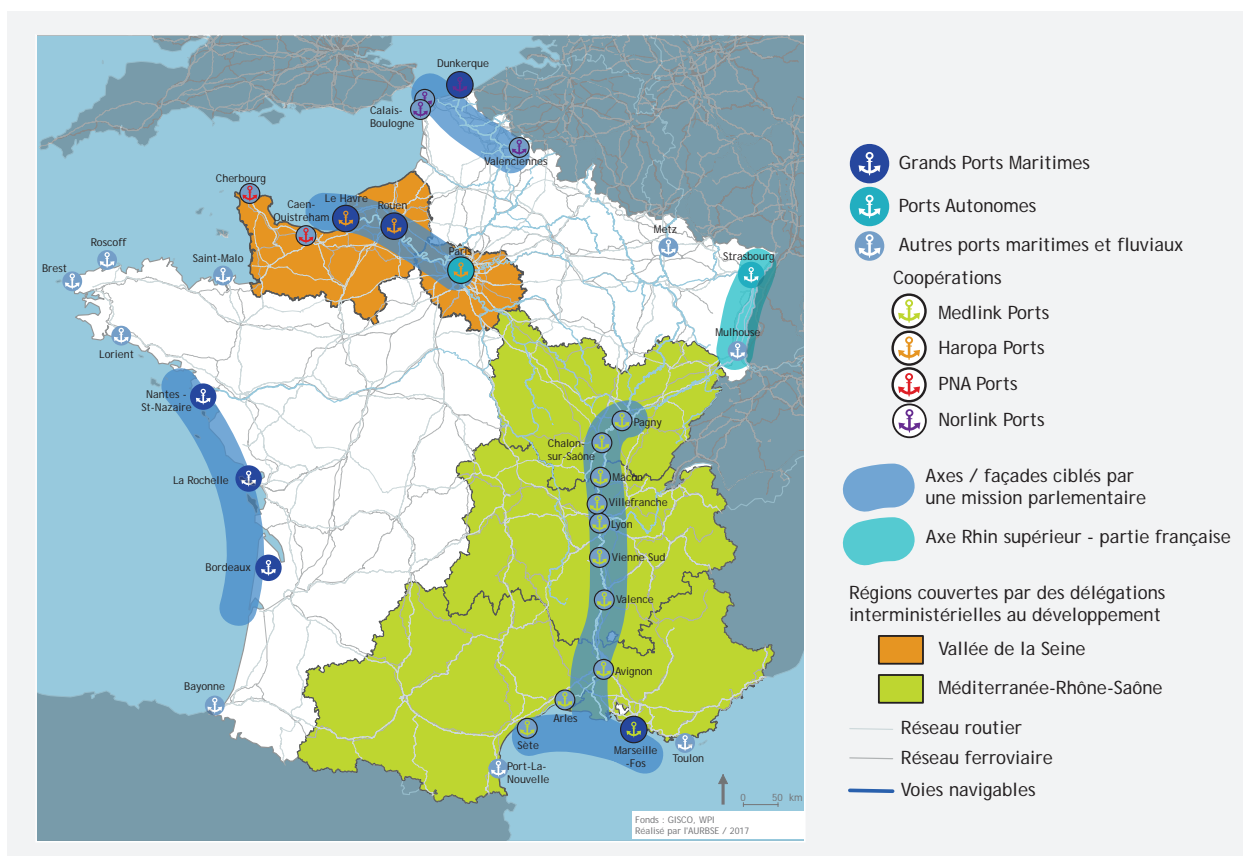 Dunkerque
Calais-
Boulogne
Valenciennes
Cherbourg
Le Havre
Caen-
Ouistreham
Rouen
Metz
Roscoff
Paris
Strasbourg
Saint-Malo
Brest
Mulhouse
Lorient
Nantes -
St-Nazaire
Pagny
Chalon-
sur-Saône
La Rochelle
Macon
Villefranche
Lyon
Vienne Sud
Bordeaux
Valence
Avignon
Bayonne
Arles
Sète
Marseille
-Fos
Toulon
Port-La-
Nouvelle
0 50 km
Fonds : GISCO, WPI
Réalisé par l'AURBSE / 2017
Grands Ports Maritimes
Ports Autonomes
Autres ports maritimes et fluviaux
Coopérations
Medlink Ports
Haropa Ports
PNA Ports
Norlink Ports
Axes / façades ciblés par
une mission parlementaire
Axe Rhin supérieur - partie française
Régions couvertes par des délégations
interministérielles au développement
Vallée de la Seine
Méditerranée-Rhône-Saône
Réseau routier
Réseau ferroviaire
Voies navigables